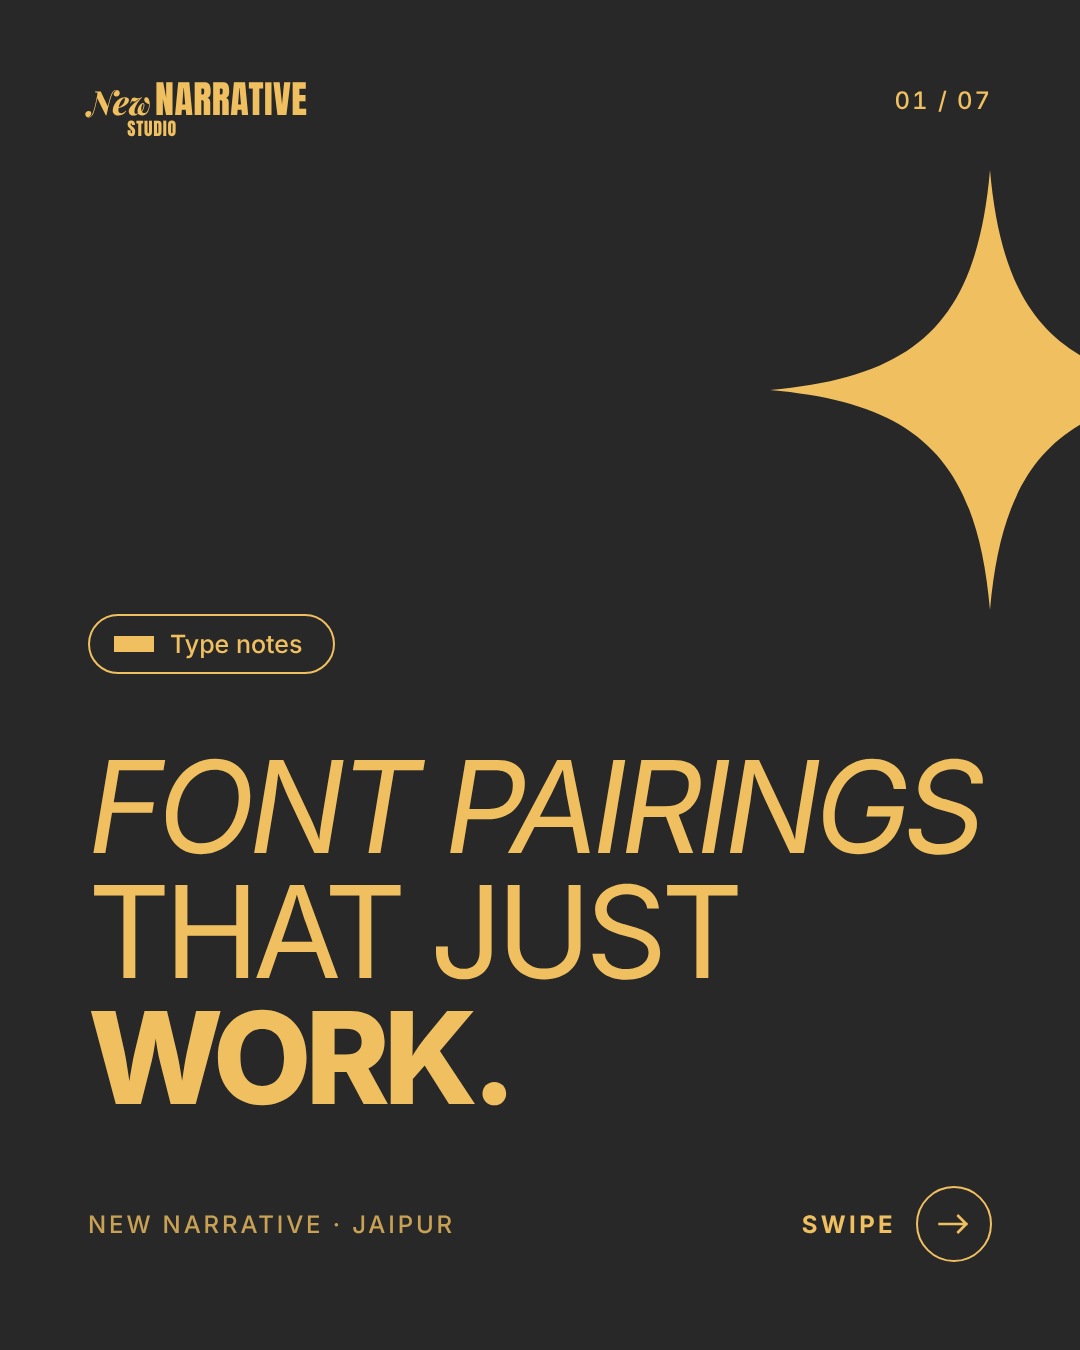 New NARRATIVE
STUDIO
01 / 07
Type notes
FONT PAIRINGS
THAT JUST
WORK.
NEW NARRATIVE · JAIPUR
SWIPE →